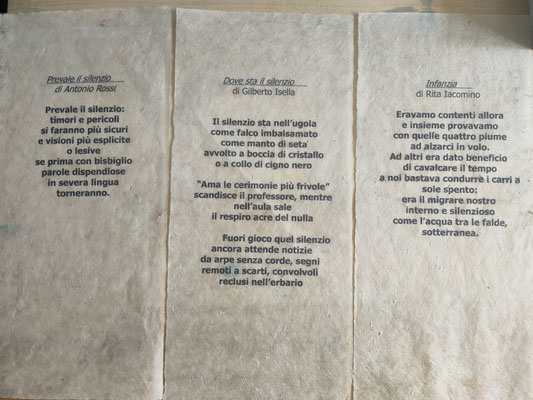 Prevale il silenzio
di Antonio Rossi
Prevale il silenzio:
timori e pericoli
si faranno più sicuri
e visioni più esplicite
o lesive
se prima con bisbiglio
parole dispendiose
in severa lingua
torneranno.
Dove sta il silenzio
di Gilberto Isella
Il silenzio sta nell'ugola
come falco imbalsamato
come manto di seta
avvolto a boccia di cristallo
o a collo di cigno nero
"Ama le cerimonie più frivole"
scandisce il professore, mentre
nell'aula sale
il respiro acre del nulla
Fuori gioco quel silenzio
ancora attende notizie
da arpe senza corde, segni
remoti a scarti, convolvoli
reclusi nell'erbario
Infanzia
di Rita Iacomino
Eravamo contenti allora
e insieme provavamo
con quelle quattro piume
ad alzarci in volo.
Ad altri era dato beneficio
di cavalcare il tempo
a noi bastava condurre i carri a
sole spento:
era il migrare nostro
interno e silenzioso
come l'acqua tra le falde,
sotterranea.